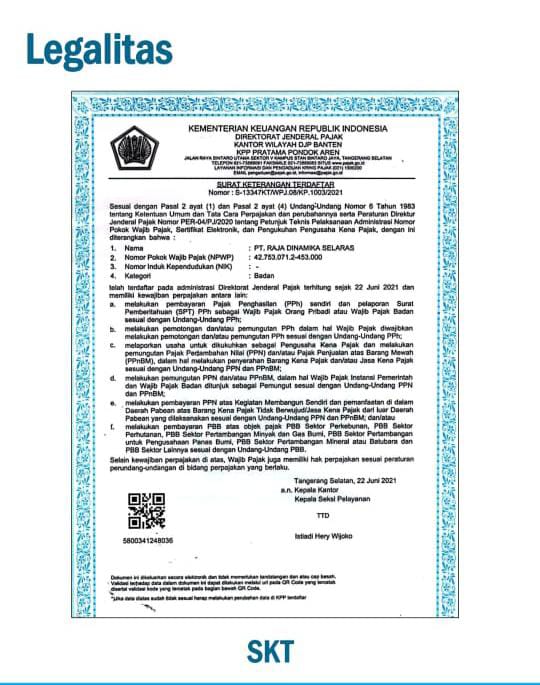 Legalitas
KEMENTERIAN KEUANGAN REPUBLIK INDONESIA
DIREKTORAT JENDERAL PAJAK
KANTOR WILAYAH DJP BANTEN
KPP PRATAMA PONDOK AREN
JALAN RAYA BINTARO UTAMA SEKTOR V KAMPUS STAN BINTARO JAYA, TANGERANG SELATAN
LAYANAN INFORMASI DAN PENGADUAN KRING PAJAK (021) 1500200
EMAIL pengaduan@pajak.go.id, informasi@pajak.go.id
SURAT KETERANGAN TERDAFTAR
Nomor : S-13347KT/WPJ.08/KP.1003/2021
Sesuai dengan Pasal 2 ayat (1) dan Pasal 2 ayat (4) Undang-Undang Nomor 6 Tahun 1983
tentang Ketentuan Umum dan Tata Cara Perpajakan dan perubahannya serta Peraturan Direktur
Jenderal Pajak Nomor PER-04/PJ/2020 tentang Petunjuk Teknis Pelaksanaan Administrasi Nomor
Pokok Wajib Pajak, Sertifikat Elektronik, dan Pengukuhan Pengusaha Kena Pajak, dengan ini
diterangkan bahwa :
1. Nama : PT. RAJA DINAMIKA SELARAS
2. Nomor Pokok Wajib Pajak (NPWP) : 42.753.071.2-453.000
3. Nomor Induk Kependudukan (NIK) : -
4. Kategori : Badan
telah terdaftar pada administrasi Direktorat Jenderal Pajak terhitung sejak 22 Juni 2021 dan
memiliki kewajiban perpajakan antara lain:
a. melakukan pembayaran Pajak Penghasilan (PPh) sendiri dan pelaporan Surat
Pemberitahuan (SPT) PPh sebagai Wajib Pajak Orang Pribadi atau Wajib Pajak Badan
sesuai dengan Undang-Undang PPh;
b. melakukan pemotongan dan/atau pemungutan PPh dalam hal Wajib Pajak diwajibkan
melakukan pemotongan dan/atau pemungutan PPh sesuai dengan Undang-Undang PPh;
c. melaporkan usaha untuk dikukuhkan sebagai Pengusaha Kena Pajak dan melakukan
pemungutan Pajak Pertambahan Nilai (PPN) dan/atau Pajak Penjualan atas Barang Mewah
(PPnBM), dalam hal melakukan penyerahan Barang Kena Pajak dan/atau Jasa Kena Pajak
sesuai dengan Undang-Undang PPN dan PPnBM;
d. melakukan pemungutan PPN dan/atau PPnBM, dalam hal Wajib Pajak Instansi Pemerintah
dan Wajib Pajak Badan ditunjuk sebagai Pemungut sesuai dengan Undang-Undang PPN
dan PPnBM;
e. melakukan pembayaran PPN atas Kegiatan Membangun Sendiri dan pemanfaatan di dalam
Daerah Pabean atas Barang Kena Pajak Tidak Berwujud/Jasa Kena Pajak dari luar Daerah
Pabean yang dilaksanakan sesuai dengan Undang-Undang PPN dan PPnBM; dan/atau
f. melakukan pembayaran PBB atas objek pajak PBB Sektor Perkebunan, PBB Sektor
Perhutanan, PBB Sektor Pertambangan Minyak dan Gas Bumi, PBB Sektor Pertambangan
untuk Pengusahaan Panas Bumi, PBB Sektor Pertambangan Mineral atau Batubara dan
PBB Sektor Lainnya sesuai dengan Undang-Undang PBB.
Selain kewajiban perpajakan di atas, Wajib Pajak juga memiliki hak perpajakan sesuai peraturan
perundang-undangan di bidang perpajakan yang berlaku.
Tangerang Selatan, 22 Juni 2021
a.n. Kepala Kantor
Kepala Seksi Pelayanan
TTD
Istiadi Hery Wijoko
5800341248036
Dokumen ini dikeluarkan secara elektronik dan tidak memerlukan tandatangan dan atau cap basah.
Validasi terhadap data dalam dokumen ini dapat dilakukan melalui url pada QR Code yang tercetak
disertai validasi kode yang tercetak pada bagian bawah QR Code.
*Jika data diatas sudah tidak sesuai harap melakukan perubahan data di KPP terdaftar
SKT